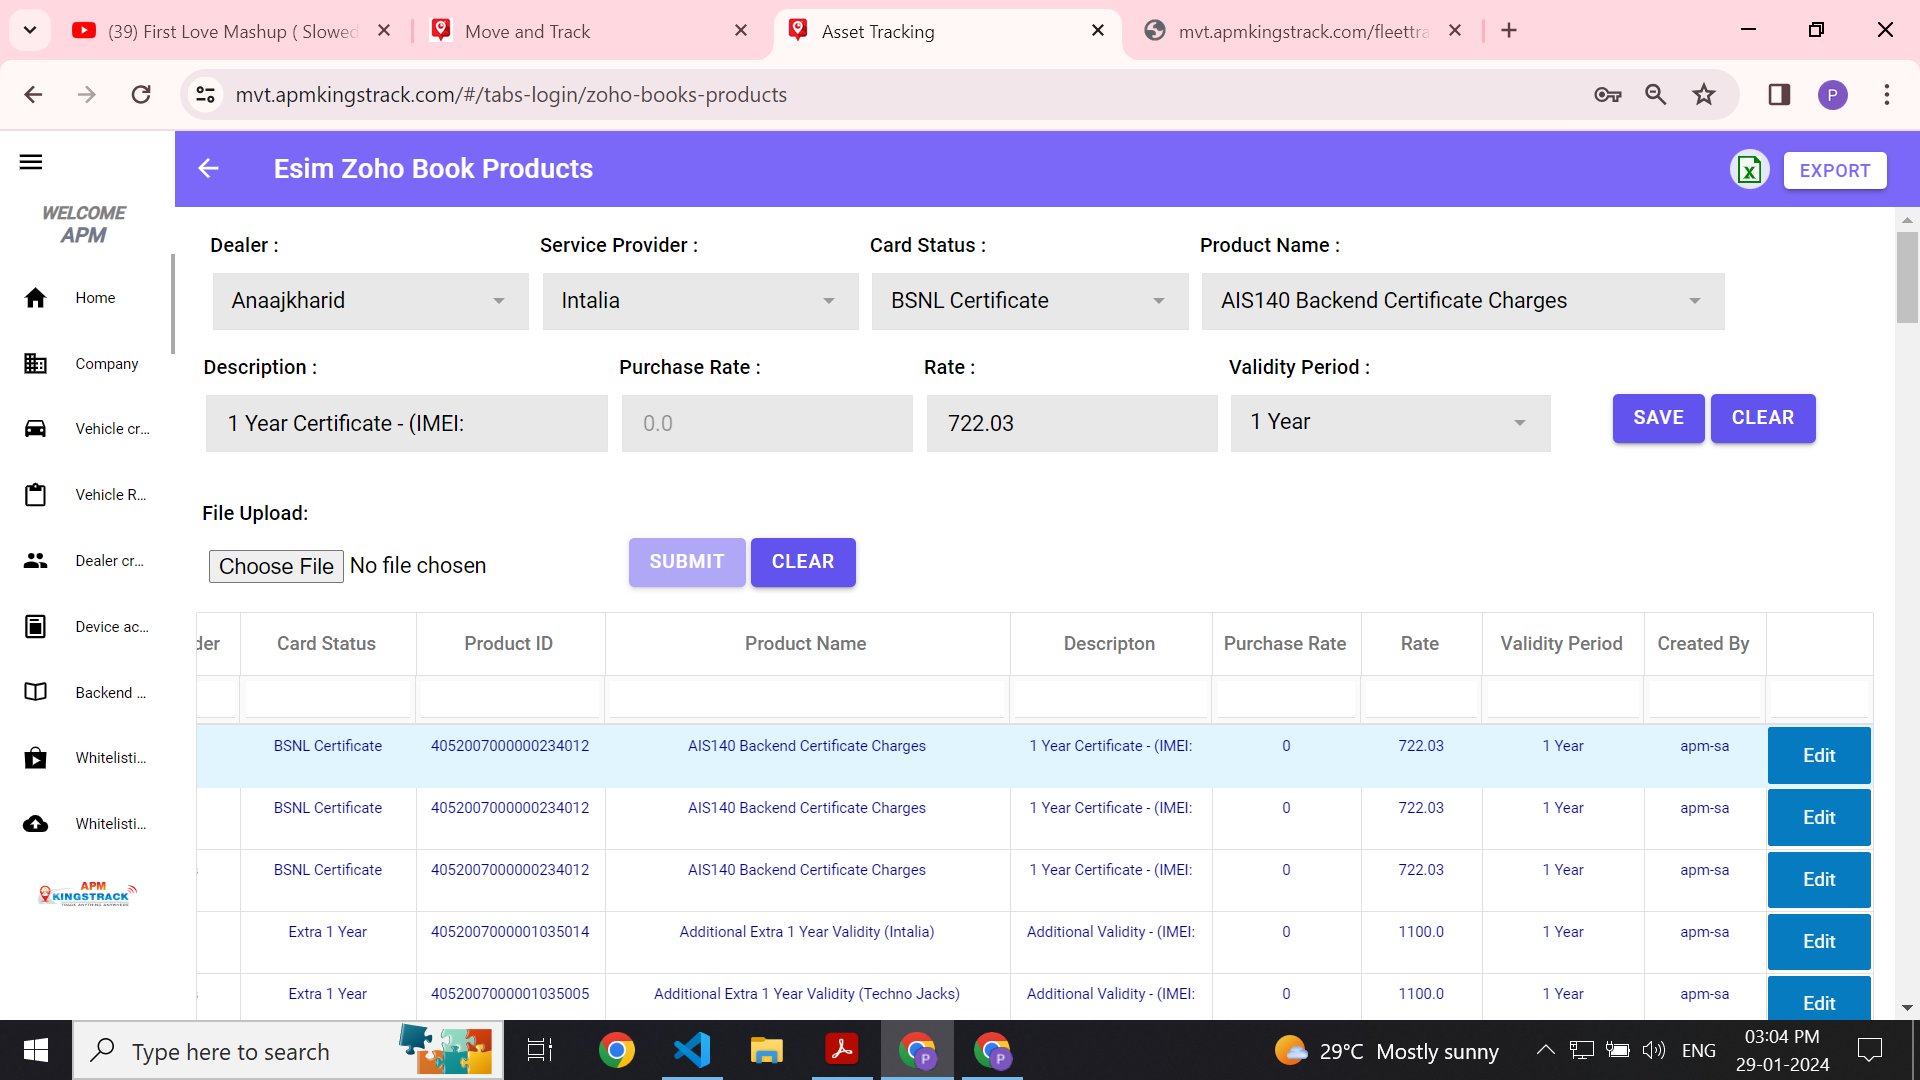 (39) First Love Mashup ( Slowed
Move and Track
Asset Tracking
mvt.apmkingstrack.com/fleettra
mvt.apmkingstrack.com/#/tabs-login/zoho-books-products
P
WELCOME
APM
Home
Company
Vehicle cr...
Vehicle R...
Dealer cr...
Device ac...
Backend ...
Whitelisti...
Whitelisti...
APM
KINGSTRACK
TRACK ANYTHING ANYWHERE
Esim Zoho Book Products
EXPORT
Dealer : Service Provider : Card Status : Product Name :
Anaajkharid Intalia BSNL Certificate AIS140 Backend Certificate Charges
Description : Purchase Rate : Rate : Validity Period :
1 Year Certificate - (IMEI: 0.0 722.03 1 Year SAVE CLEAR
File Upload:
Choose File No file chosen SUBMIT CLEAR
der Card Status Product ID Product Name Descripton Purchase Rate Rate Validity Period Created By
BSNL Certificate 4052007000000234012 AIS140 Backend Certificate Charges 1 Year Certificate - (IMEI: 0 722.03 1 Year apm-sa Edit
BSNL Certificate 4052007000000234012 AIS140 Backend Certificate Charges 1 Year Certificate - (IMEI: 0 722.03 1 Year apm-sa Edit
BSNL Certificate 4052007000000234012 AIS140 Backend Certificate Charges 1 Year Certificate - (IMEI: 0 722.03 1 Year apm-sa Edit
Extra 1 Year 4052007000001035014 Additional Extra 1 Year Validity (Intalia) Additional Validity - (IMEI: 0 1100.0 1 Year apm-sa Edit
Extra 1 Year 4052007000001035005 Additional Extra 1 Year Validity (Techno Jacks) Additional Validity - (IMEI: 0 1100.0 1 Year apm-sa Edit
Type here to search
29°C Mostly sunny
ENG
03:04 PM
29-01-2024